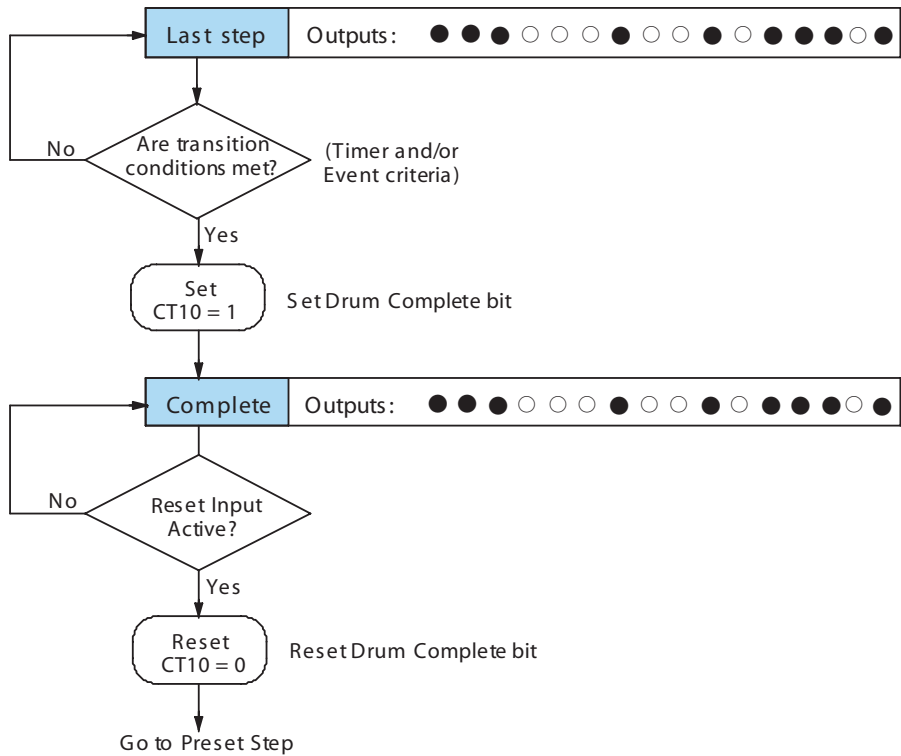 Last step
Outputs:
Are transition
conditions met?
No
(Timer and/or
Event criteria)
Yes
Set
CT10 = 1
Set Drum Complete bit
Complete
Outputs:
Reset Input
Active?
No
Yes
Reset
CT10 = 0
Reset Drum Complete bit
Go to Preset Step